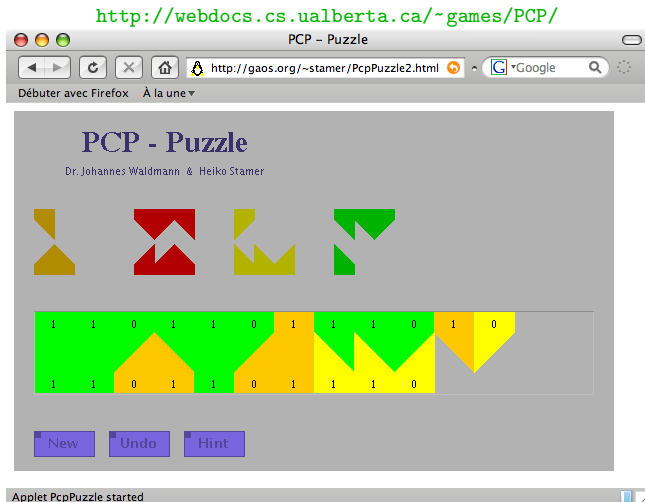 http://webdocs.cs.ualberta.ca/~games/PCP/
PCP - Puzzle
http://gaos.org/~stamer/PcpPuzzle2.html
Google
Débuter avec Firefox À la une
PCP - Puzzle
Dr. Johannes Waldmann & Heiko Stamer
1 1 0 1 1 0 1 1 1 0 1 0
1 1 0 1 1 0 1 1 1 0
New Undo Hint
Applet PcpPuzzle started